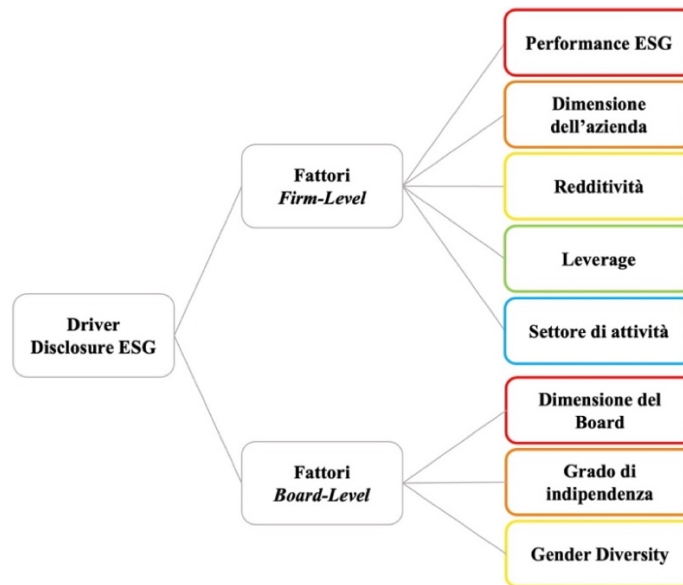 Driver
Disclosure ESG
Fattori
Firm-Level
Performance ESG
Dimensione
dell'azienda
Redditività
Leverage
Settore di attività
Fattori
Board-Level
Dimensione del
Board
Grado di
indipendenza
Gender Diversity